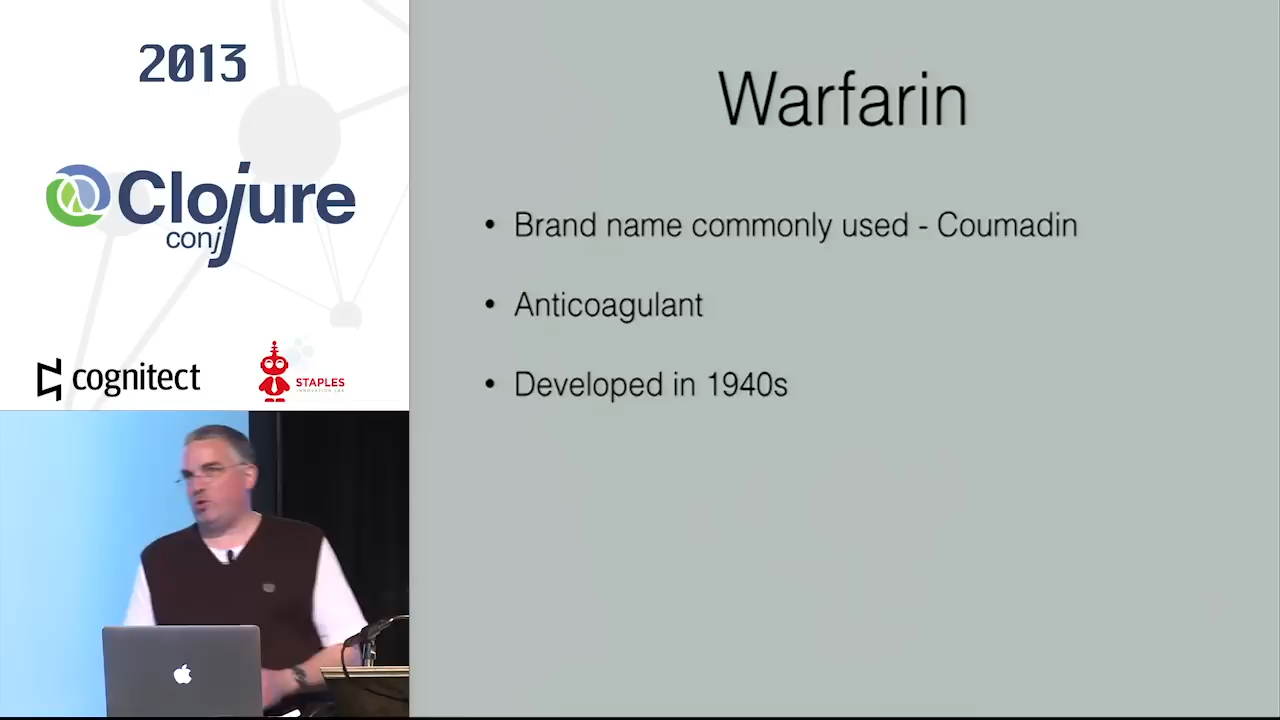 2013
Clojure
conj
cognitect
STAPLES
Warfarin
• Brand name commonly used - Coumadin
• Anticoagulant
• Developed in 1940s